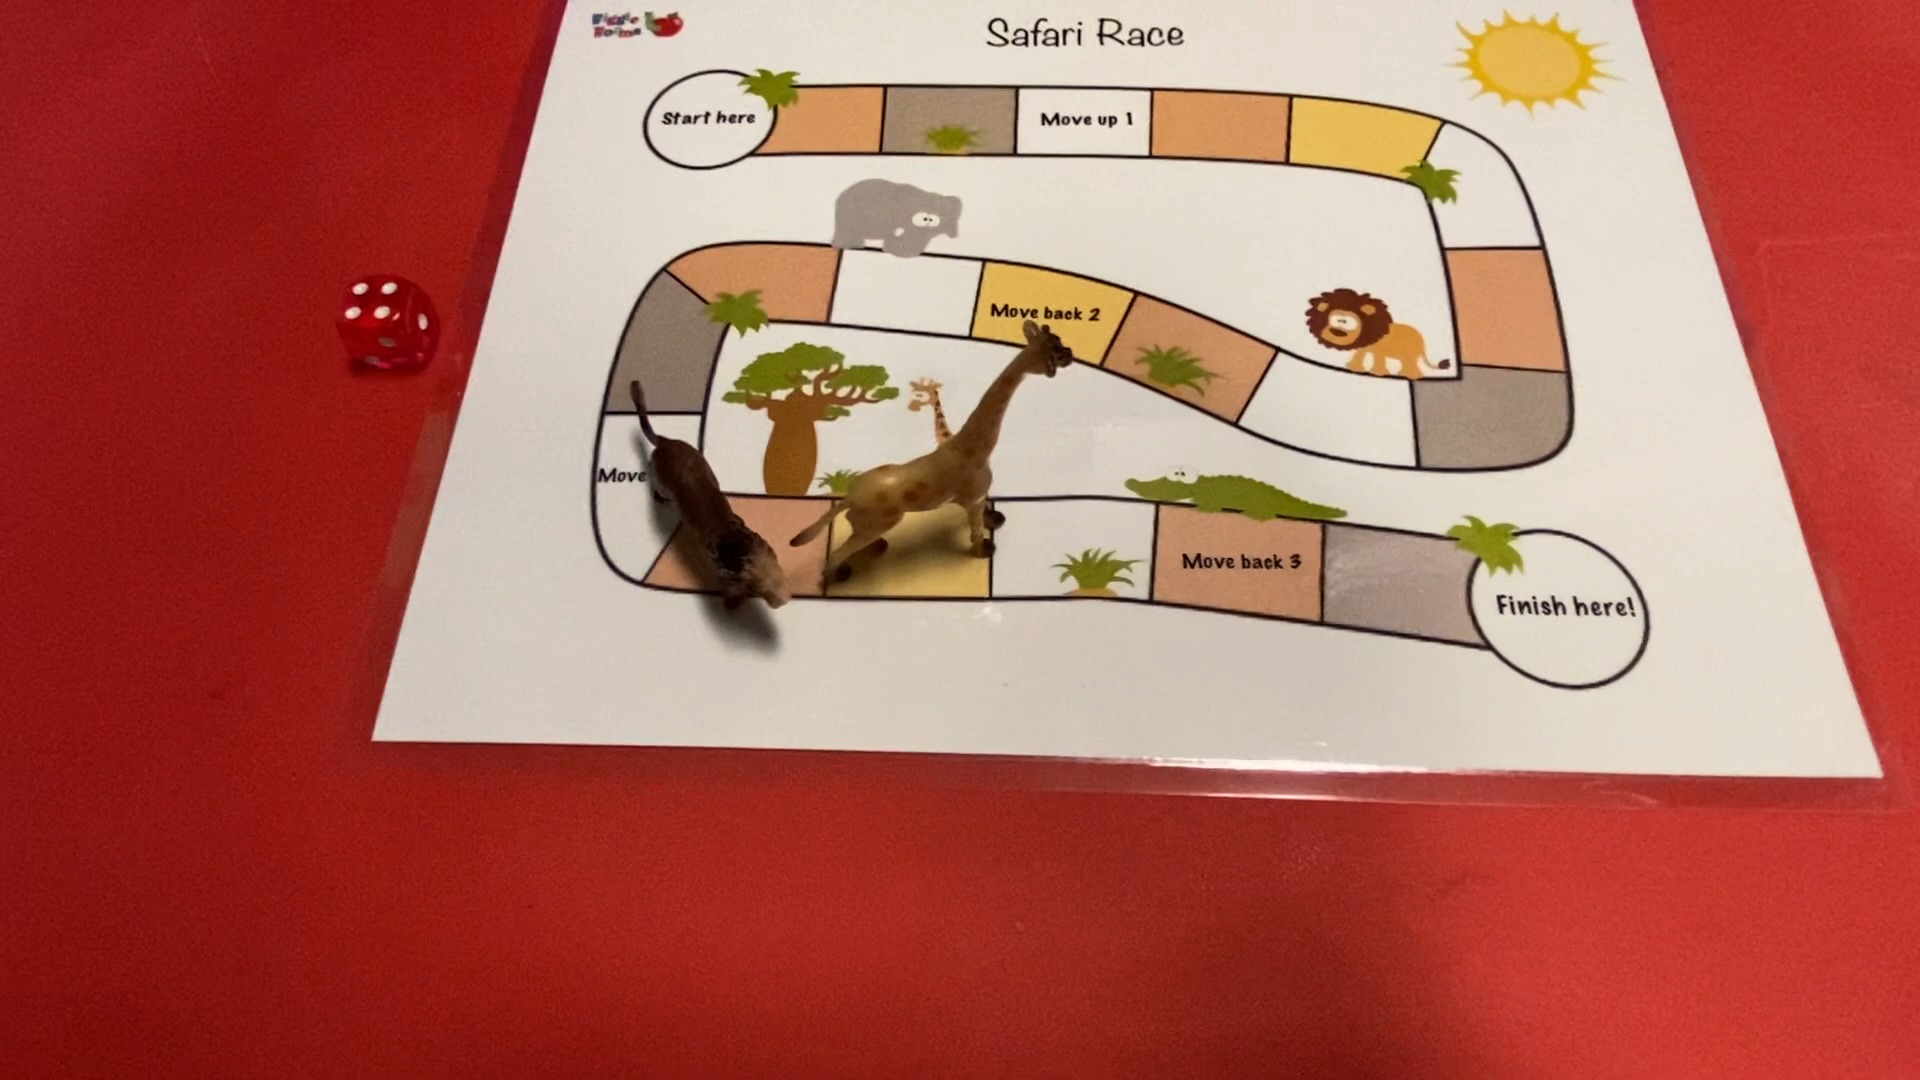 Safari Race
Start here
Move up 1
Move back 2
Move
Move back 3
Finish here!